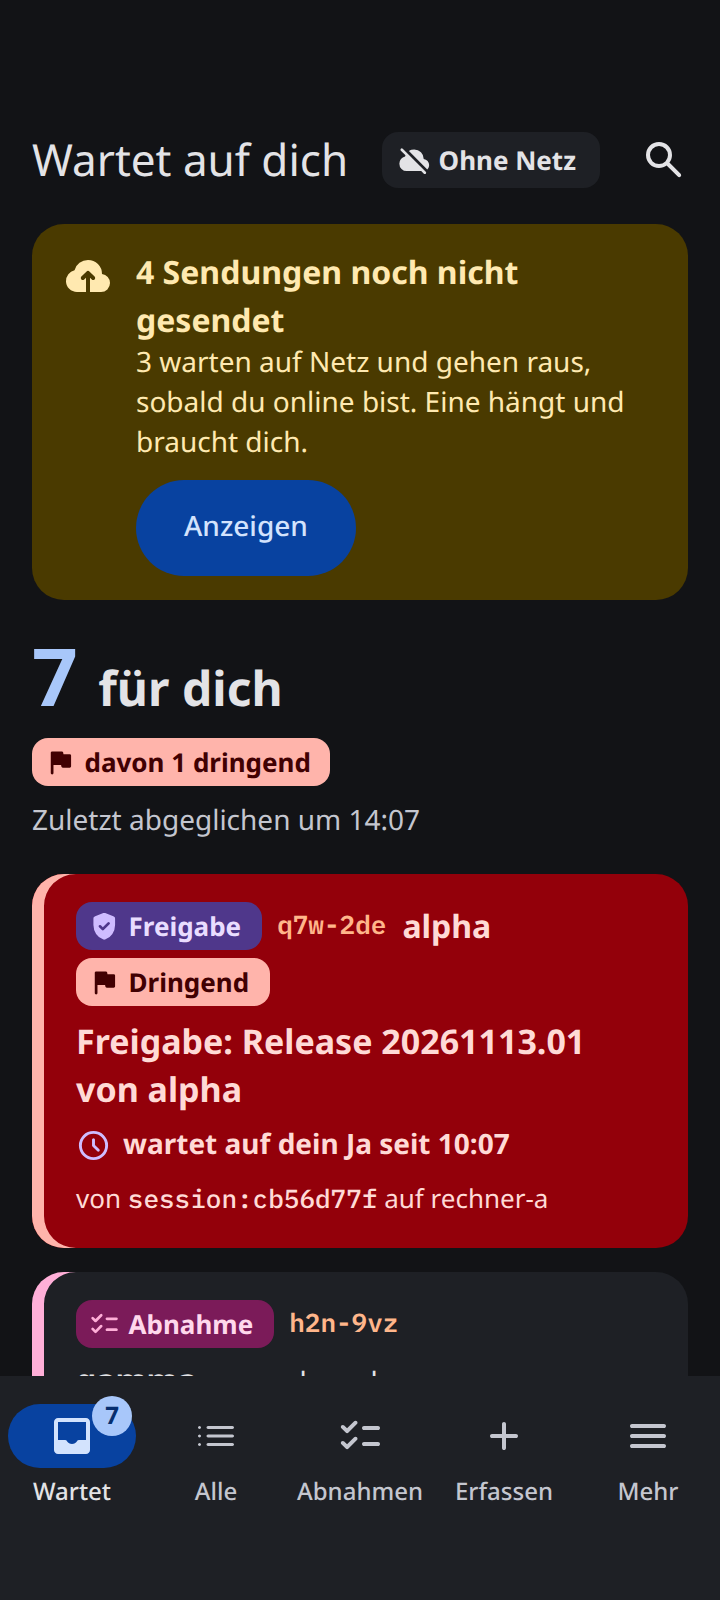 Wartet auf dich
Ohne Netz
4 Sendungen noch nicht
gesendet
3 warten auf Netz und gehen raus,
sobald du online bist. Eine hängt und
braucht dich.
Anzeigen
7 für dich
davon 1 dringend
Zuletzt abgeglichen um 14:07
Freigabe q7w-2de alpha
Dringend
Freigabe: Release 20261113.01
von alpha
wartet auf dein Ja seit 10:07
von session:cb56d77f auf rechner-a
Abnahme h2n-9vz
7
Wartet
Alle
Abnahmen
Erfassen
Mehr